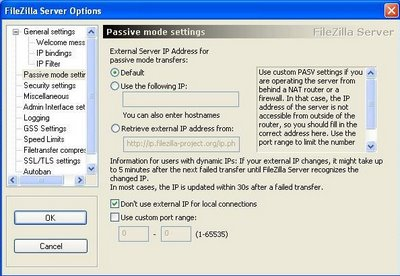 FileZilla Server Options
General settings
Welcome mess
IP bindings
IP Filter
Passive mode settin
Security settings
Miscellaneous
Admin Interface set
Logging
GSS Settings
Speed Limits
Filetransfer compres
SSL/TLS settings
Autoban
OK
Cancel
Passive mode settings
FileZilla Server
External Server IP Address for
passive mode transfers:
Default
Use the following IP:
You can also enter hostnames
Retrieve external IP address from:
http://ip.filezilla-project.org/ip.ph
Use custom PASV settings if you
are operating the server from
behind a NAT router or a
firewall. In that case, the IP
address of the server is not
accessible from outside of the
router, so you should fill in the
correct address here. Use the
port range to limit the number
Information for users with dynamic IPs: If your external IP changes, it might take up
to 5 minutes after the next failed transfer until FileZilla Server recognizes the
changed IP.
In most cases, the IP is updated within 30s after a failed transfer.
Don't use external IP for local connections
Use custom port range:
0 - 0 (1-65535)